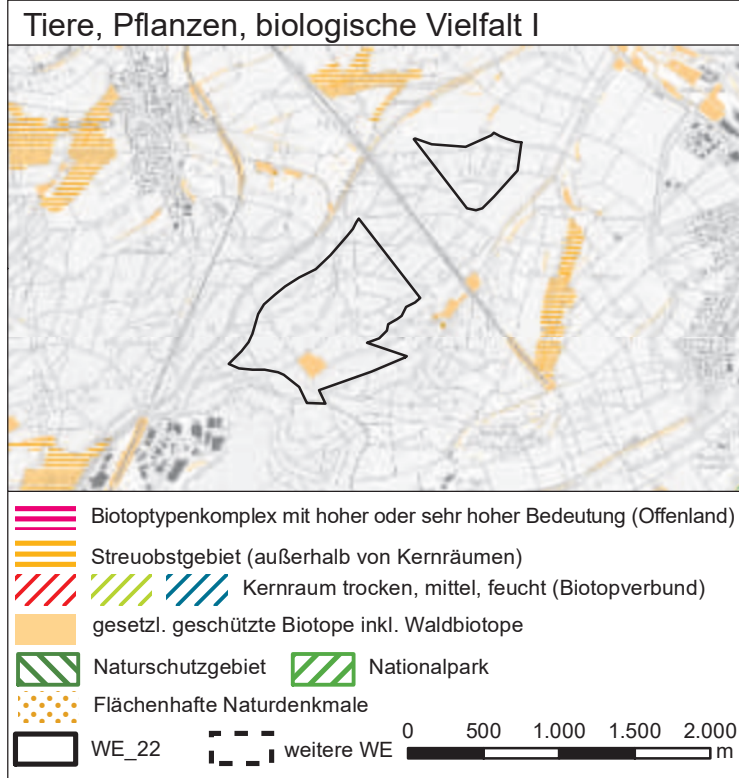 Tiere, Pflanzen, biologische Vielfalt I
Biotoptypenkomplex mit hoher oder sehr hoher Bedeutung (Offenland)
Streuobstgebiet (außerhalb von Kernräumen)
Kernraum trocken, mittel, feucht (Biotopverbund)
gesetzl. geschützte Biotope inkl. Waldbiotope
Naturschutzgebiet Nationalpark
Flächenhafte Naturdenkmale
WE_22 weitere WE
0 500 1.000 1.500 2.000
m